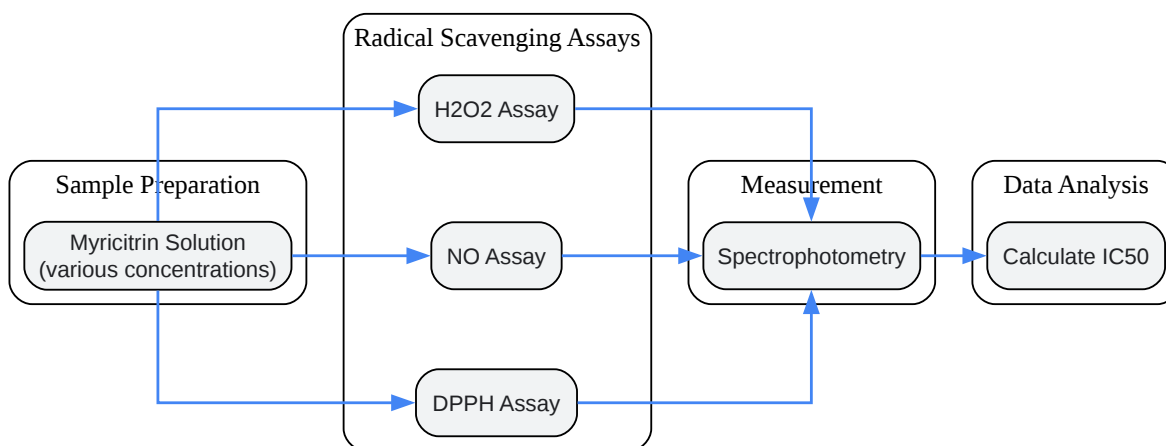 Radical Scavenging Assays
H2O2 Assay
Sample Preparation
Myricitrin Solution
(various concentrations)
NO Assay
DPPH Assay
Measurement
Spectrophotometry
Data Analysis
Calculate IC50